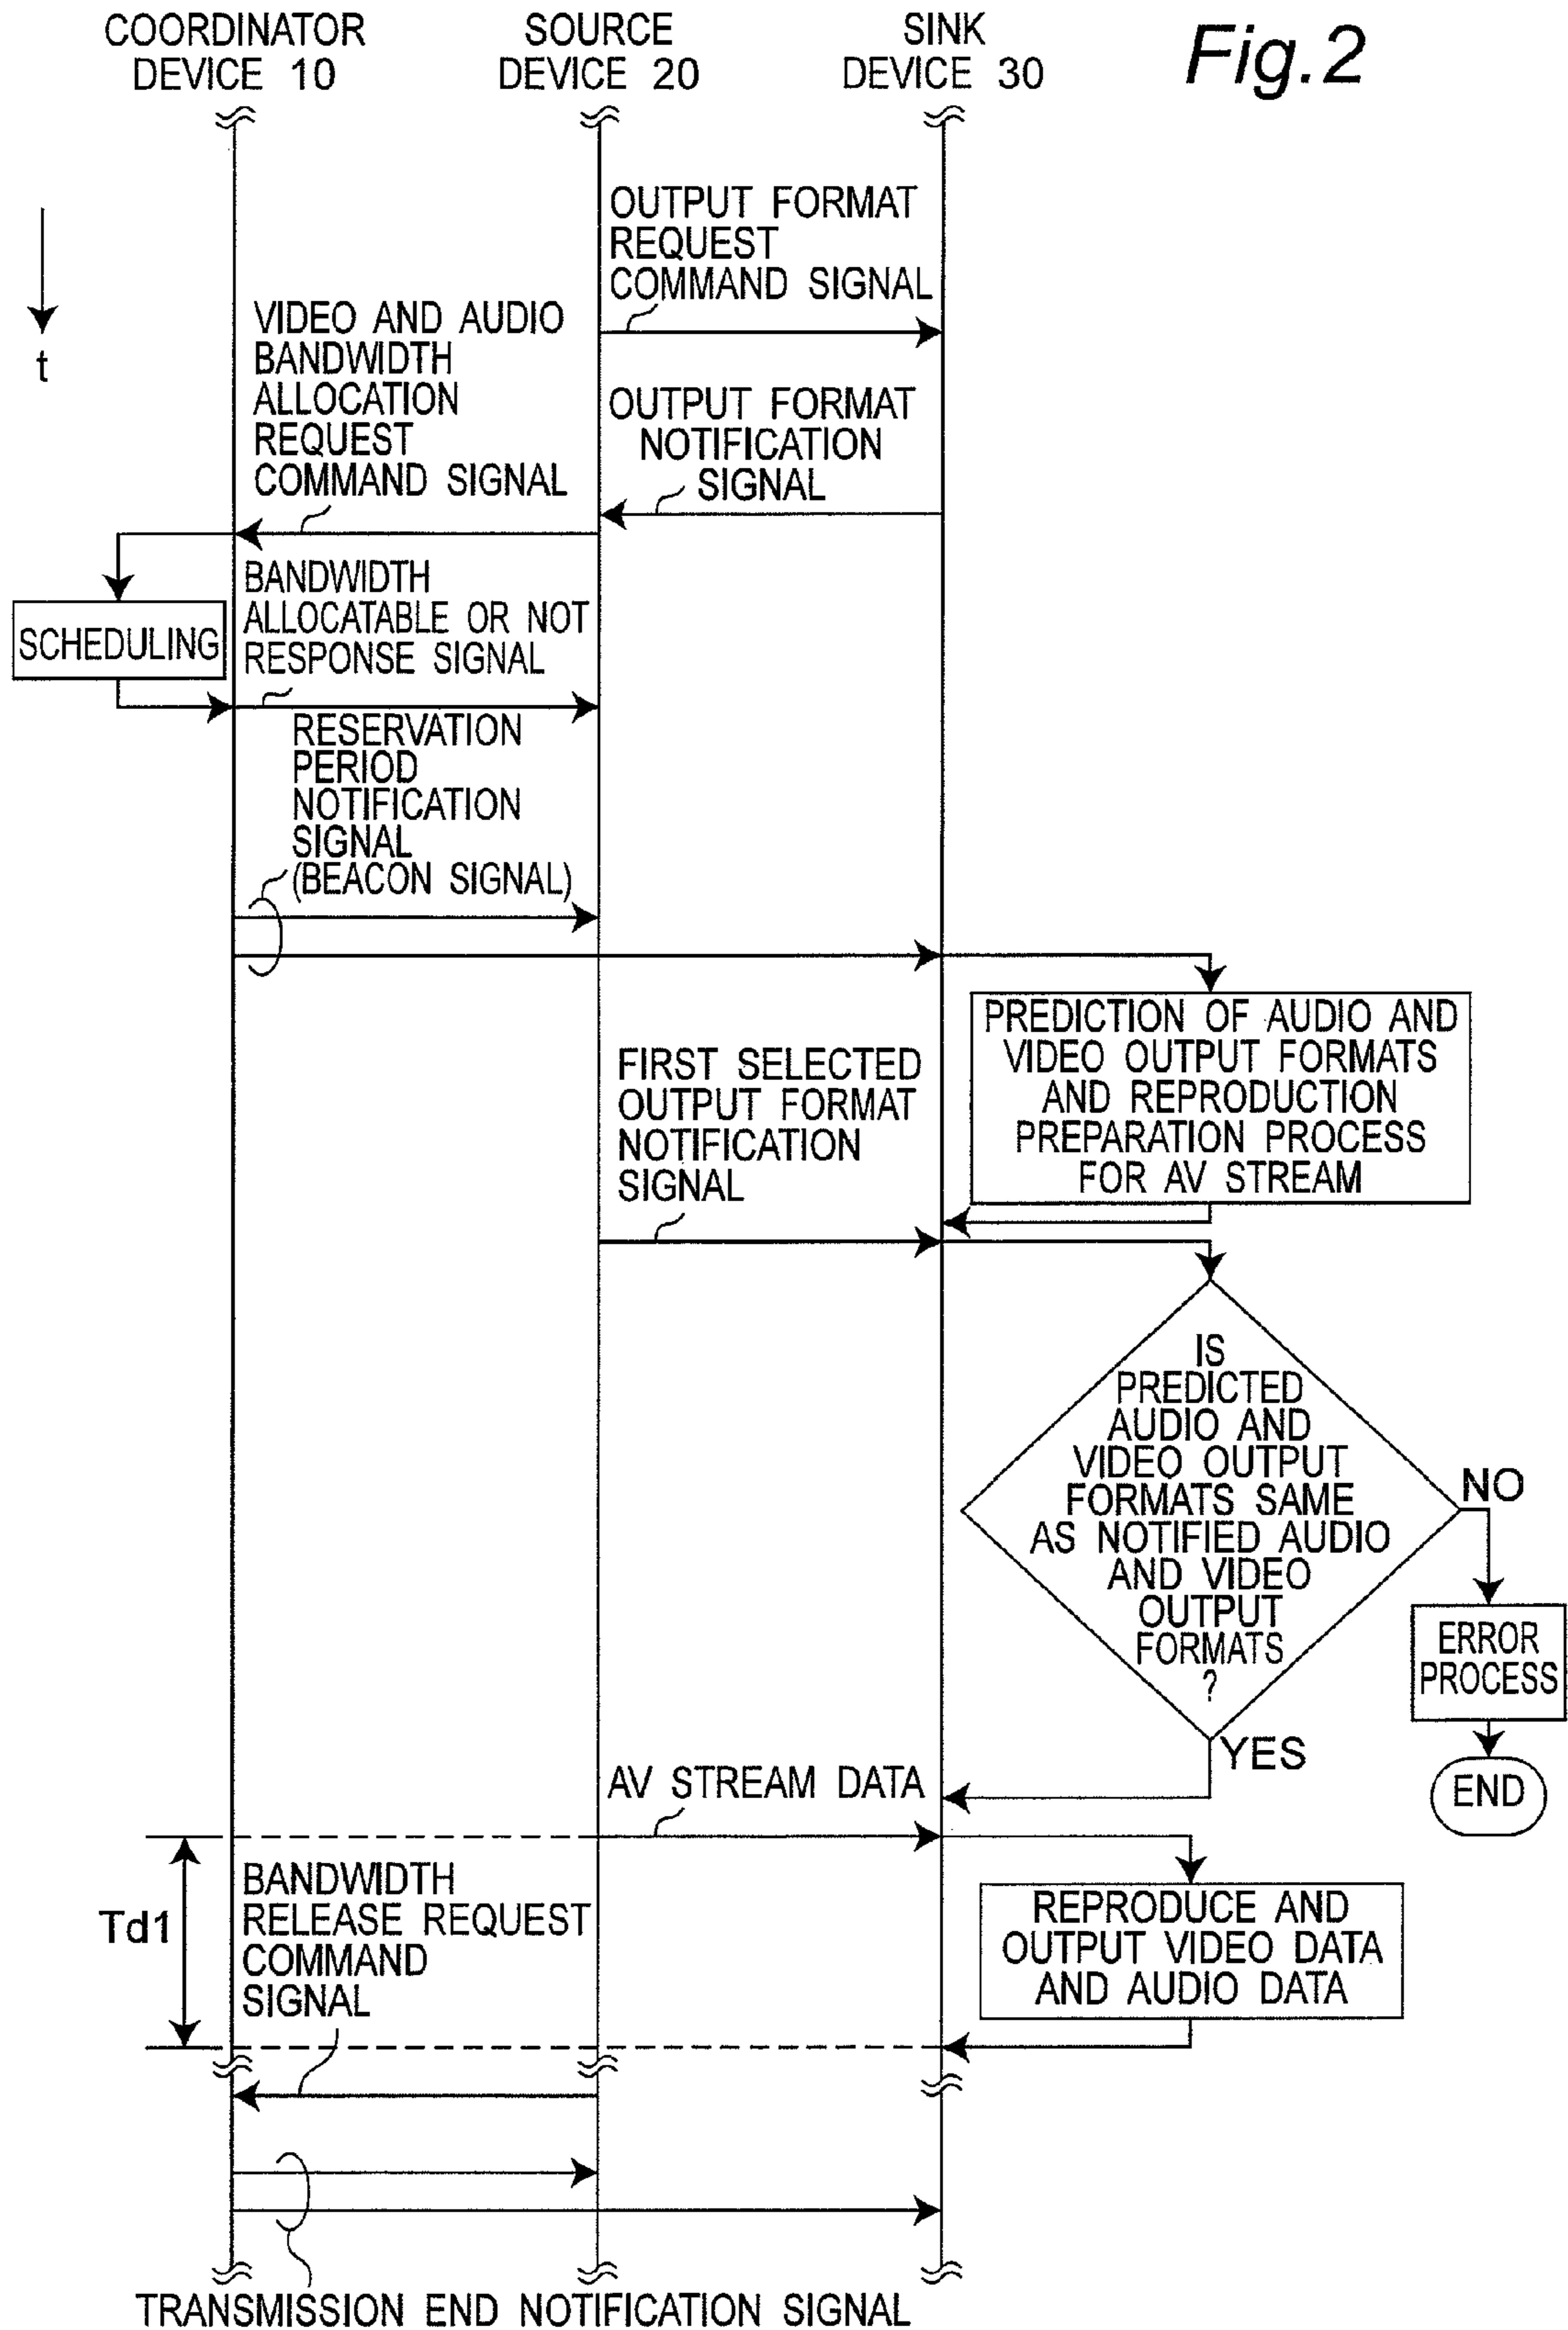 COORDINATOR
DEVICE 10
SOURCE
DEVICE 20
SINK
DEVICE 30
Fig.2
t
OUTPUT FORMAT
REQUEST
COMMAND SIGNAL
VIDEO AND AUDIO
BANDWIDTH
ALLOCATION
REQUEST
COMMAND SIGNAL
OUTPUT FORMAT
NOTIFICATION
SIGNAL
SCHEDULING
BANDWIDTH
ALLOCATABLE OR NOT
RESPONSE SIGNAL
RESERVATION
PERIOD
NOTIFICATION
SIGNAL
(BEACON SIGNAL)
PREDICTION OF AUDIO AND
VIDEO OUTPUT FORMATS
AND REPRODUCTION
PREPARATION PROCESS
FOR AV STREAM
FIRST SELECTED
OUTPUT FORMAT
NOTIFICATION
SIGNAL
IS
PREDICTED
AUDIO AND
VIDEO OUTPUT
FORMATS SAME
AS NOTIFIED AUDIO
AND VIDEO
OUTPUT
FORMATS
?
NO
ERROR
PROCESS
END
YES
AV STREAM DATA
Td1
BANDWIDTH
RELEASE REQUEST
COMMAND
SIGNAL
REPRODUCE AND
OUTPUT VIDEO DATA
AND AUDIO DATA
TRANSMISSION END NOTIFICATION SIGNAL